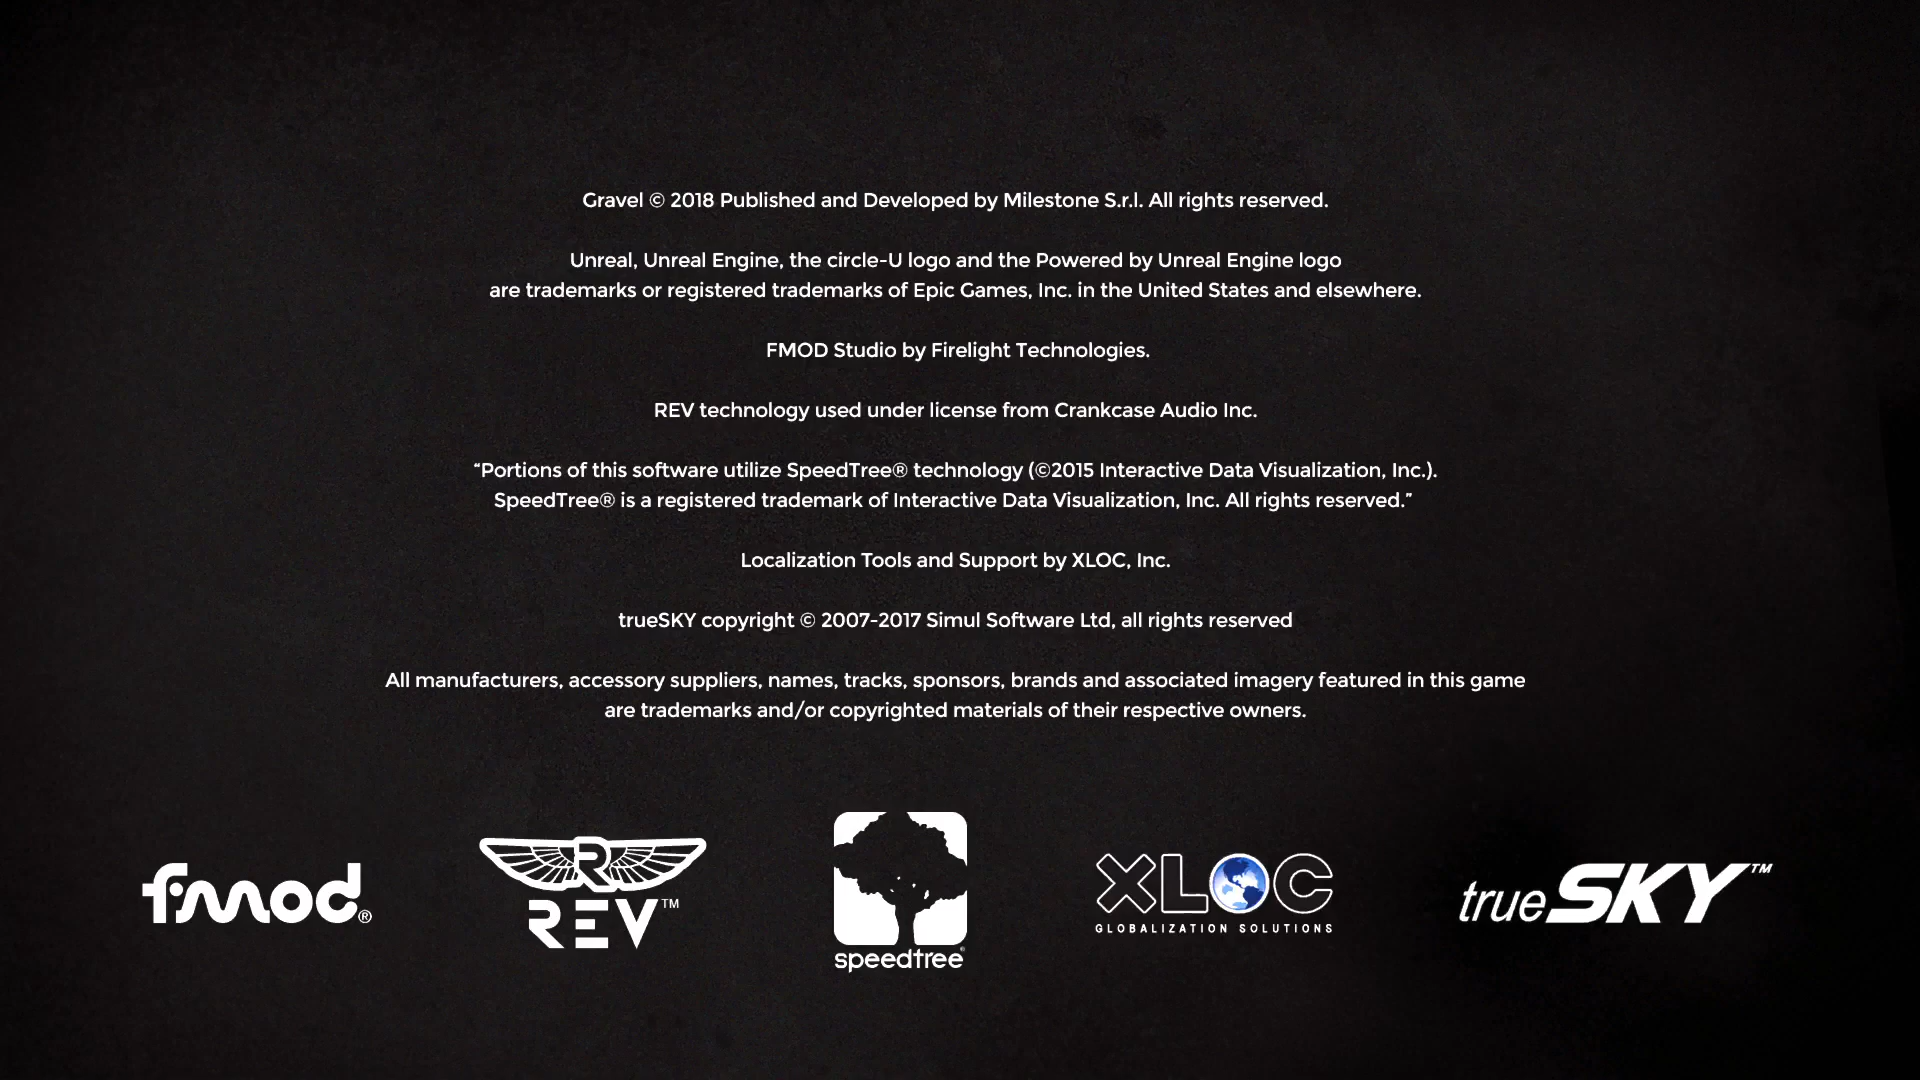 Gravel © 2018 Published and Developed by Milestone S.r.l. All rights reserved.
Unreal, Unreal Engine, the circle-U logo and the Powered by Unreal Engine logo
are trademarks or registered trademarks of Epic Games, Inc. in the United States and elsewhere.
FMOD Studio by Firelight Technologies.
REV technology used under license from Crankcase Audio Inc.
“Portions of this software utilize SpeedTree® technology (©2015 Interactive Data Visualization, Inc.).
SpeedTree® is a registered trademark of Interactive Data Visualization, Inc. All rights reserved.”
Localization Tools and Support by XLOC, Inc.
trueSKY copyright © 2007-2017 Simul Software Ltd, all rights reserved
All manufacturers, accessory suppliers, names, tracks, sponsors, brands and associated imagery featured in this game
are trademarks and/or copyrighted materials of their respective owners.
fmod®
R
REV™
speedtree®
XLOC
GLOBALIZATION SOLUTIONS
trueSKY™